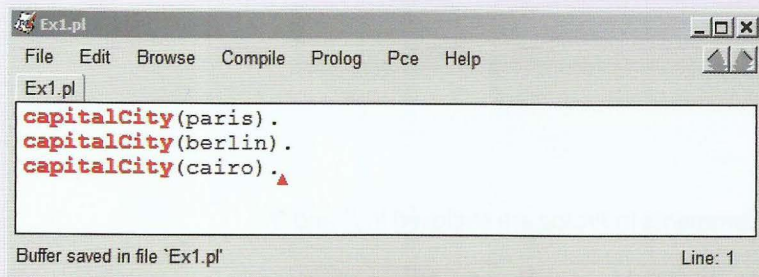 Ex1.pl
File Edit Browse Compile Prolog Pce Help
Ex1.pl
capitalCity(paris).
capitalCity(berlin).
capitalCity(cairo).
Buffer saved in file `Ex1.pl' Line: 1